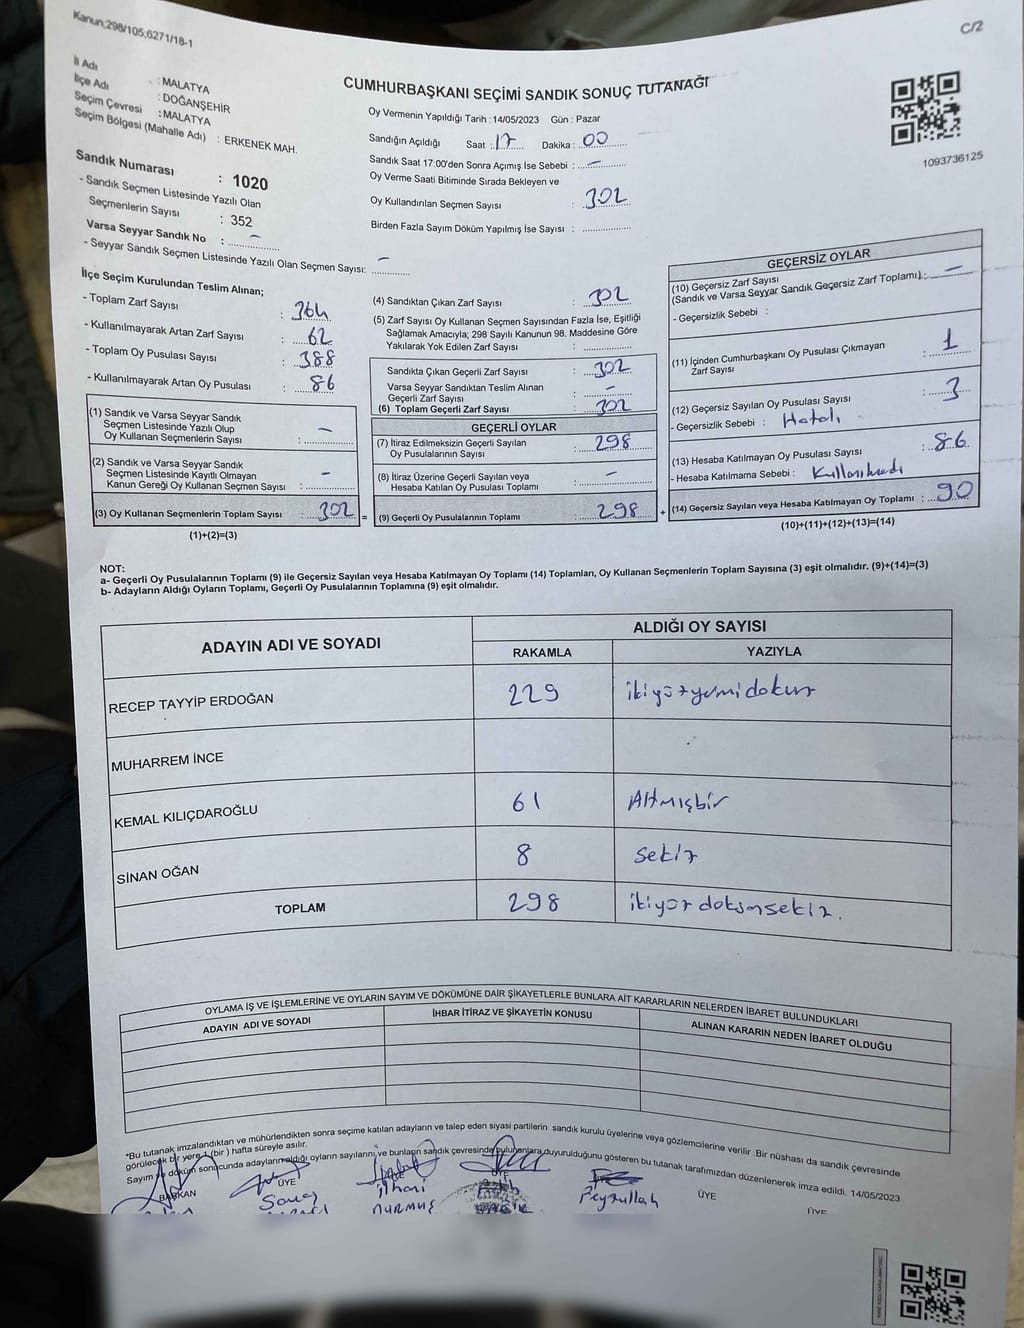 Kanun;298/105;6271/18-1
C/2
İl Adı : MALATYA
İlçe Adı : DOĞANŞEHİR
Seçim Çevresi : MALATYA
Seçim Bölgesi (Mahalle Adı) : ERKENEK MAH.
CUMHURBAŞKANI SEÇİMİ SANDIK SONUÇ TUTANAĞI
Oy Vermenin Yapıldığı Tarih : 14/05/2023 Gün : Pazar
Sandığın Açıldığı Saat : 17 Dakika : 00
Sandık Saat 17:00'den Sonra Açımış İse Sebebi : –
Oy Verme Saati Bitiminde Sırada Bekleyen ve
Oy Kullandırılan Seçmen Sayısı : 302
Birden Fazla Sayım Döküm Yapılmış İse Sayısı :
1093736125
Sandık Numarası : 1020
- Sandık Seçmen Listesinde Yazılı Olan
Seçmenlerin Sayısı : 352
Varsa Seyyar Sandık No : –
- Seyyar Sandık Seçmen Listesinde Yazılı Olan Seçmen Sayısı: –
İlçe Seçim Kurulundan Teslim Alınan;
- Toplam Zarf Sayısı : 364
- Kullanılmayarak Artan Zarf Sayısı : 62
- Toplam Oy Pusulası Sayısı : 388
- Kullanılmayarak Artan Oy Pusulası : 86
(1) Sandık ve Varsa Seyyar Sandık
Seçmen Listesinde Yazılı Olup
Oy Kullanan Seçmenlerin Sayısı : –
(2) Sandık ve Varsa Seyyar Sandık
Seçmen Listesinde Kayıtlı Olmayan
Kanun Gereği Oy Kullanan Seçmen Sayısı : –
(3) Oy Kullanan Seçmenlerin Toplam Sayısı : 302 =
(1)+(2)=(3)
(4) Sandıktan Çıkan Zarf Sayısı : 302
(5) Zarf Sayısı Oy Kullanan Seçmen Sayısından Fazla İse, Eşitliği
Sağlamak Amacıyla; 298 Sayılı Kanunun 98. Maddesine Göre
Yakılarak Yok Edilen Zarf Sayısı :
Sandıkta Çıkan Geçerli Zarf Sayısı : 302
Varsa Seyyar Sandıktan Teslim Alınan
Geçerli Zarf Sayısı : –
(6) Toplam Geçerli Zarf Sayısı : 302
GEÇERLİ OYLAR
(7) İtiraz Edilmeksizin Geçerli Sayılan
Oy Pusulalarının Sayısı : 298
(8) İtiraz Üzerine Geçerli Sayılan veya
Hesaba Katılan Oy Pusulası Toplamı : –
(9) Geçerli Oy Pusulalarının Toplamı : 298 +
GEÇERSİZ OYLAR
(10) Geçersiz Zarf Sayısı
(Sandık ve Varsa Seyyar Sandık Geçersiz Zarf Toplamı) : –
- Geçersizlik Sebebi :
(11) İçinden Cumhurbaşkanı Oy Pusulası Çıkmayan
Zarf Sayısı : 1
(12) Geçersiz Sayılan Oy Pusulası Sayısı : 3
- Geçersizlik Sebebi : Hatalı
(13) Hesaba Katılmayan Oy Pusulası Sayısı : 86
- Hesaba Katılmama Sebebi : Kullanılmadı
(14) Geçersiz Sayılan veya Hesaba Katılmayan Oy Toplamı : 90
(10)+(11)+(12)+(13)=(14)
NOT:
a- Geçerli Oy Pusulalarının Toplamı (9) ile Geçersiz Sayılan veya Hesaba Katılmayan Oy Toplamı (14) Toplamları, Oy Kullanan Seçmenlerin Toplam Sayısına (3) eşit olmalıdır. (9)+(14)=(3)
b- Adayların Aldığı Oyların Toplamı, Geçerli Oy Pusulalarının Toplamına (9) eşit olmalıdır.
ADAYIN ADI VE SOYADI
ALDIĞI OY SAYISI
RAKAMLA YAZIYLA
RECEP TAYYİP ERDOĞAN 229 ikiyüzyirmidokuz
MUHARREM İNCE
KEMAL KILIÇDAROĞLU 61 Altmışbir
SİNAN OĞAN 8 sekiz
TOPLAM 298 ikiyüzdoksansekiz.
OYLAMA İŞ VE İŞLEMLERİNE VE OYLARIN SAYIM VE DÖKÜMÜNE DAİR ŞİKAYETLERLE BUNLARA AİT KARARLARIN NELERDEN İBARET BULUNDUKLARI
ADAYIN ADI VE SOYADI İHBAR İTİRAZ VE ŞİKAYETİN KONUSU ALINAN KARARIN NEDEN İBARET OLDUĞU
*Bu tutanak imzalandıktan ve mühürlendikten sonra seçime katılan adayların ve talep eden siyasi partilerin sandık kurulu üyelerine veya gözlemcilerine verilir. Bir nüshası da sandık çevresinde
görülecek bir yere 1 (bir ) hafta süreyle asılır.
Sayım ve döküm sonucunda adayların aldığı oyların sayılarını ve bunların sandık çevresinde bulunanlara duyurulduğunu gösteren bu tutanak tarafımızdan düzenlenerek imza edildi. 14/05/2023
BAŞKAN ÜYE ÜYE ÜYE ÜYE
Savaş İlhami Peyzullah
DURMUŞ